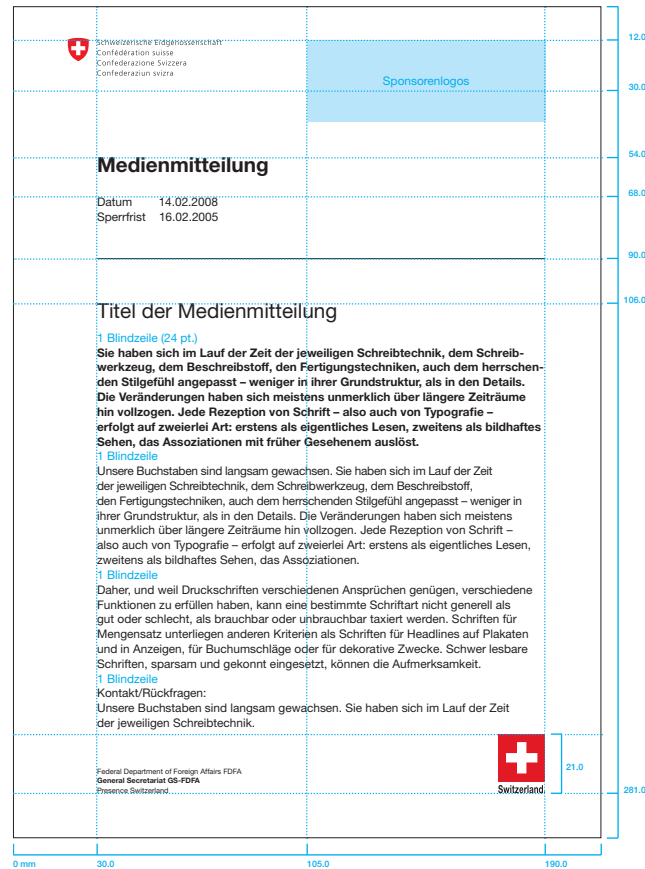 Schweizerische Eidgenossenschaft
Confédération suisse
Confederazione Svizzera
Confederaziun svizra
Sponsorenlogos
12.0
30.0
54.0
Medienmitteilung
68.0
Datum 14.02.2008
Sperrfrist 16.02.2005
90.0
106.0
Titel der Medienmitteilung
1 Blindzeile (24 pt.)
Sie haben sich im Lauf der Zeit der jeweiligen Schreibtechnik, dem Schreib-
werkzeug, dem Beschreibstoff, den Fertigungstechniken, auch dem herrschen-
den Stilgefühl angepasst – weniger in ihrer Grundstruktur, als in den Details.
Die Veränderungen haben sich meistens unmerklich über längere Zeiträume
hin vollzogen. Jede Rezeption von Schrift – also auch von Typografie –
erfolgt auf zweierlei Art: erstens als eigentliches Lesen, zweitens als bildhaftes
Sehen, das Assoziationen mit früher Gesehenem auslöst.
1 Blindzeile
Unsere Buchstaben sind langsam gewachsen. Sie haben sich im Lauf der Zeit
der jeweiligen Schreibtechnik, dem Schreibwerkzeug, dem Beschreibstoff,
den Fertigungstechniken, auch dem herrschenden Stilgefühl angepasst – weniger in
ihrer Grundstruktur, als in den Details. Die Veränderungen haben sich meistens
unmerklich über längere Zeiträume hin vollzogen. Jede Rezeption von Schrift –
also auch von Typografie – erfolgt auf zweierlei Art: erstens als eigentliches Lesen,
zweitens als bildhaftes Sehen, das Assoziationen.
1 Blindzeile
Daher, und weil Druckschriften verschiedenen Ansprüchen genügen, verschiedene
Funktionen zu erfüllen haben, kann eine bestimmte Schriftart nicht generell als
gut oder schlecht, als brauchbar oder unbrauchbar taxiert werden. Schriften für
Mengensatz unterliegen anderen Kriterien als Schriften für Headlines auf Plakaten
und in Anzeigen, für Buchumschläge oder für dekorative Zwecke. Schwer lesbare
Schriften, sparsam und gekonnt eingesetzt, können die Aufmerksamkeit.
1 Blindzeile
Kontakt/Rückfragen:
Unsere Buchstaben sind langsam gewachsen. Sie haben sich im Lauf der Zeit
der jeweiligen Schreibtechnik.
21.0
Federal Department of Foreign Affairs FDFA
General Secretariat GS-FDFA
Presence Switzerland
Switzerland.
281.0
0 mm 30.0 105.0 190.0